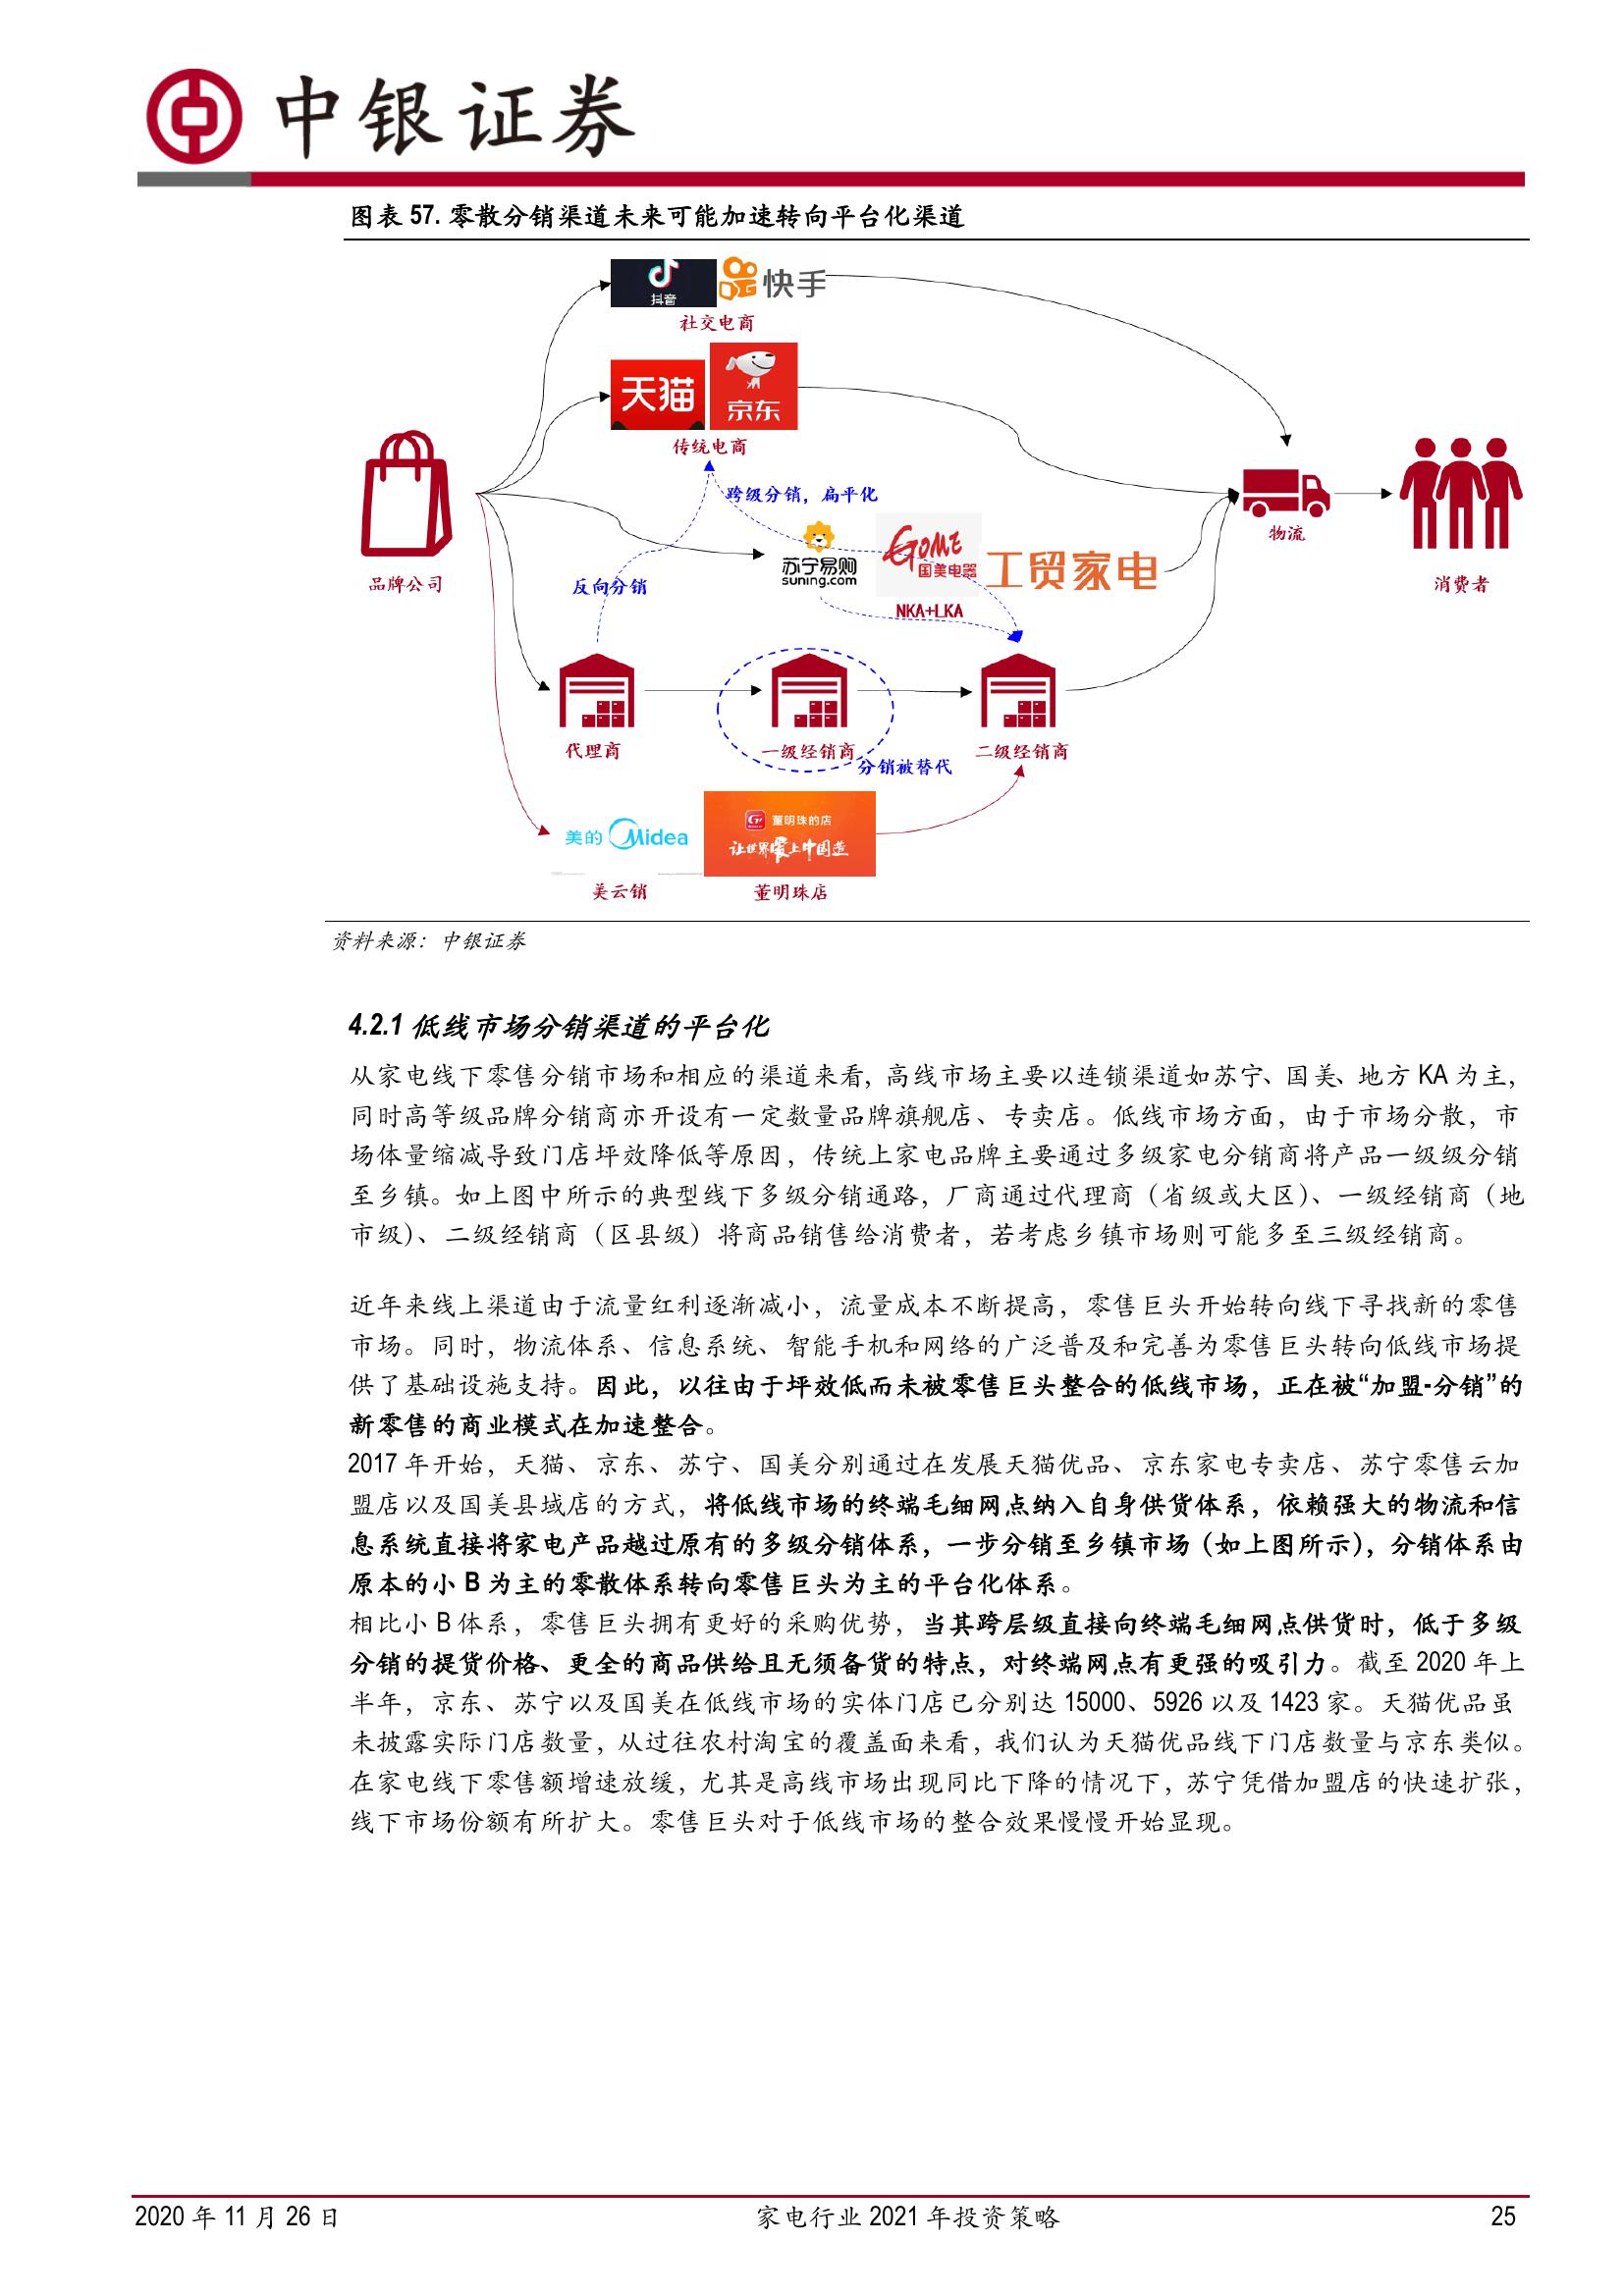 中银证券
图表 57. 零散分销渠道未来可能加速转向平台化渠道
抖音
快手
社交电商
天猫
京东
传统电商
跨级分销，扁平化
苏宁易购
suning.com
GOME
国美电器
工贸家电
NKA+LKA
物流
品牌公司
反向分销
消费者
代理商
一级经销商
二级经销商
分销被替代
美的 Midea
董明珠的店
让世界爱上中国造
美云销
董明珠店
资料来源：中银证券
4.2.1 低线市场分销渠道的平台化
从家电线下零售分销市场和相应的渠道来看，高线市场主要以连锁渠道如苏宁、国美、地方 KA 为主，
同时高等级品牌分销商亦开设有一定数量品牌旗舰店、专卖店。低线市场方面，由于市场分散，市
场体量缩减导致门店坪效降低等原因，传统上家电品牌主要通过多级家电分销商将产品一级级分销
至乡镇。如上图中所示的典型线下多级分销通路，厂商通过代理商（省级或大区）、一级经销商（地
市级）、二级经销商（区县级）将商品销售给消费者，若考虑乡镇市场则可能多至三级经销商。
近年来线上渠道由于流量红利逐渐减小，流量成本不断提高，零售巨头开始转向线下寻找新的零售
市场。同时，物流体系、信息系统、智能手机和网络的广泛普及和完善为零售巨头转向低线市场提
供了基础设施支持。因此，以往由于坪效低而未被零售巨头整合的低线市场，正在被“加盟-分销”的
新零售的商业模式在加速整合。
2017 年开始，天猫、京东、苏宁、国美分别通过在发展天猫优品、京东家电专卖店、苏宁零售云加
盟店以及国美县域店的方式，将低线市场的终端毛细网点纳入自身供货体系，依赖强大的物流和信
息系统直接将家电产品越过原有的多级分销体系，一步分销至乡镇市场（如上图所示），分销体系由
原本的小 B 为主的零散体系转向零售巨头为主的平台化体系。
相比小 B 体系，零售巨头拥有更好的采购优势，当其跨层级直接向终端毛细网点供货时，低于多级
分销的提货价格、更全的商品供给且无须备货的特点，对终端网点有更强的吸引力。截至 2020 年上
半年，京东、苏宁以及国美在低线市场的实体门店已分别达 15000、5926 以及 1423 家。天猫优品虽
未披露实际门店数量，从过往农村淘宝的覆盖面来看，我们认为天猫优品线下门店数量与京东类似。
在家电线下零售额增速放缓，尤其是高线市场出现同比下降的情况下，苏宁凭借加盟店的快速扩张，
线下市场份额有所扩大。零售巨头对于低线市场的整合效果慢慢开始显现。
2020 年 11 月 26 日
家电行业 2021 年投资策略
25